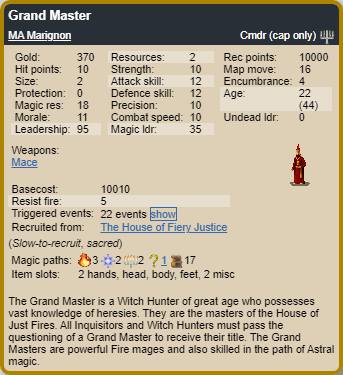 Grand Master
MA Marignon Cmdr (cap only)
Gold: 370 Resources: 2 Rec points: 10000
Hit points: 10 Strength: 10 Map move: 16
Size: 2 Attack skill: 12 Encumbrance: 4
Protection: 0 Defence skill: 12 Age: 22
Magic res: 18 Precision: 10 (44)
Morale: 11 Combat speed: 10 Undead ldr: 0
Leadership: 95 Magic ldr: 35
Weapons:
Mace
Basecost: 10010
Resist fire: 5
Triggered events: 22 events show
Recruited from: The House of Fiery Justice
(Slow-to-recruit, sacred)
Magic paths: 3 2 2 ? 1 17
Item slots: 2 hands, head, body, feet, 2 misc
The Grand Master is a Witch Hunter of great age who possesses
vast knowledge of heresies. They are the masters of the House of
Just Fires. All Inquisitors and Witch Hunters must pass the
questioning of a Grand Master to receive their title. The Grand
Masters are powerful Fire mages and also skilled in the path of Astral
magic.